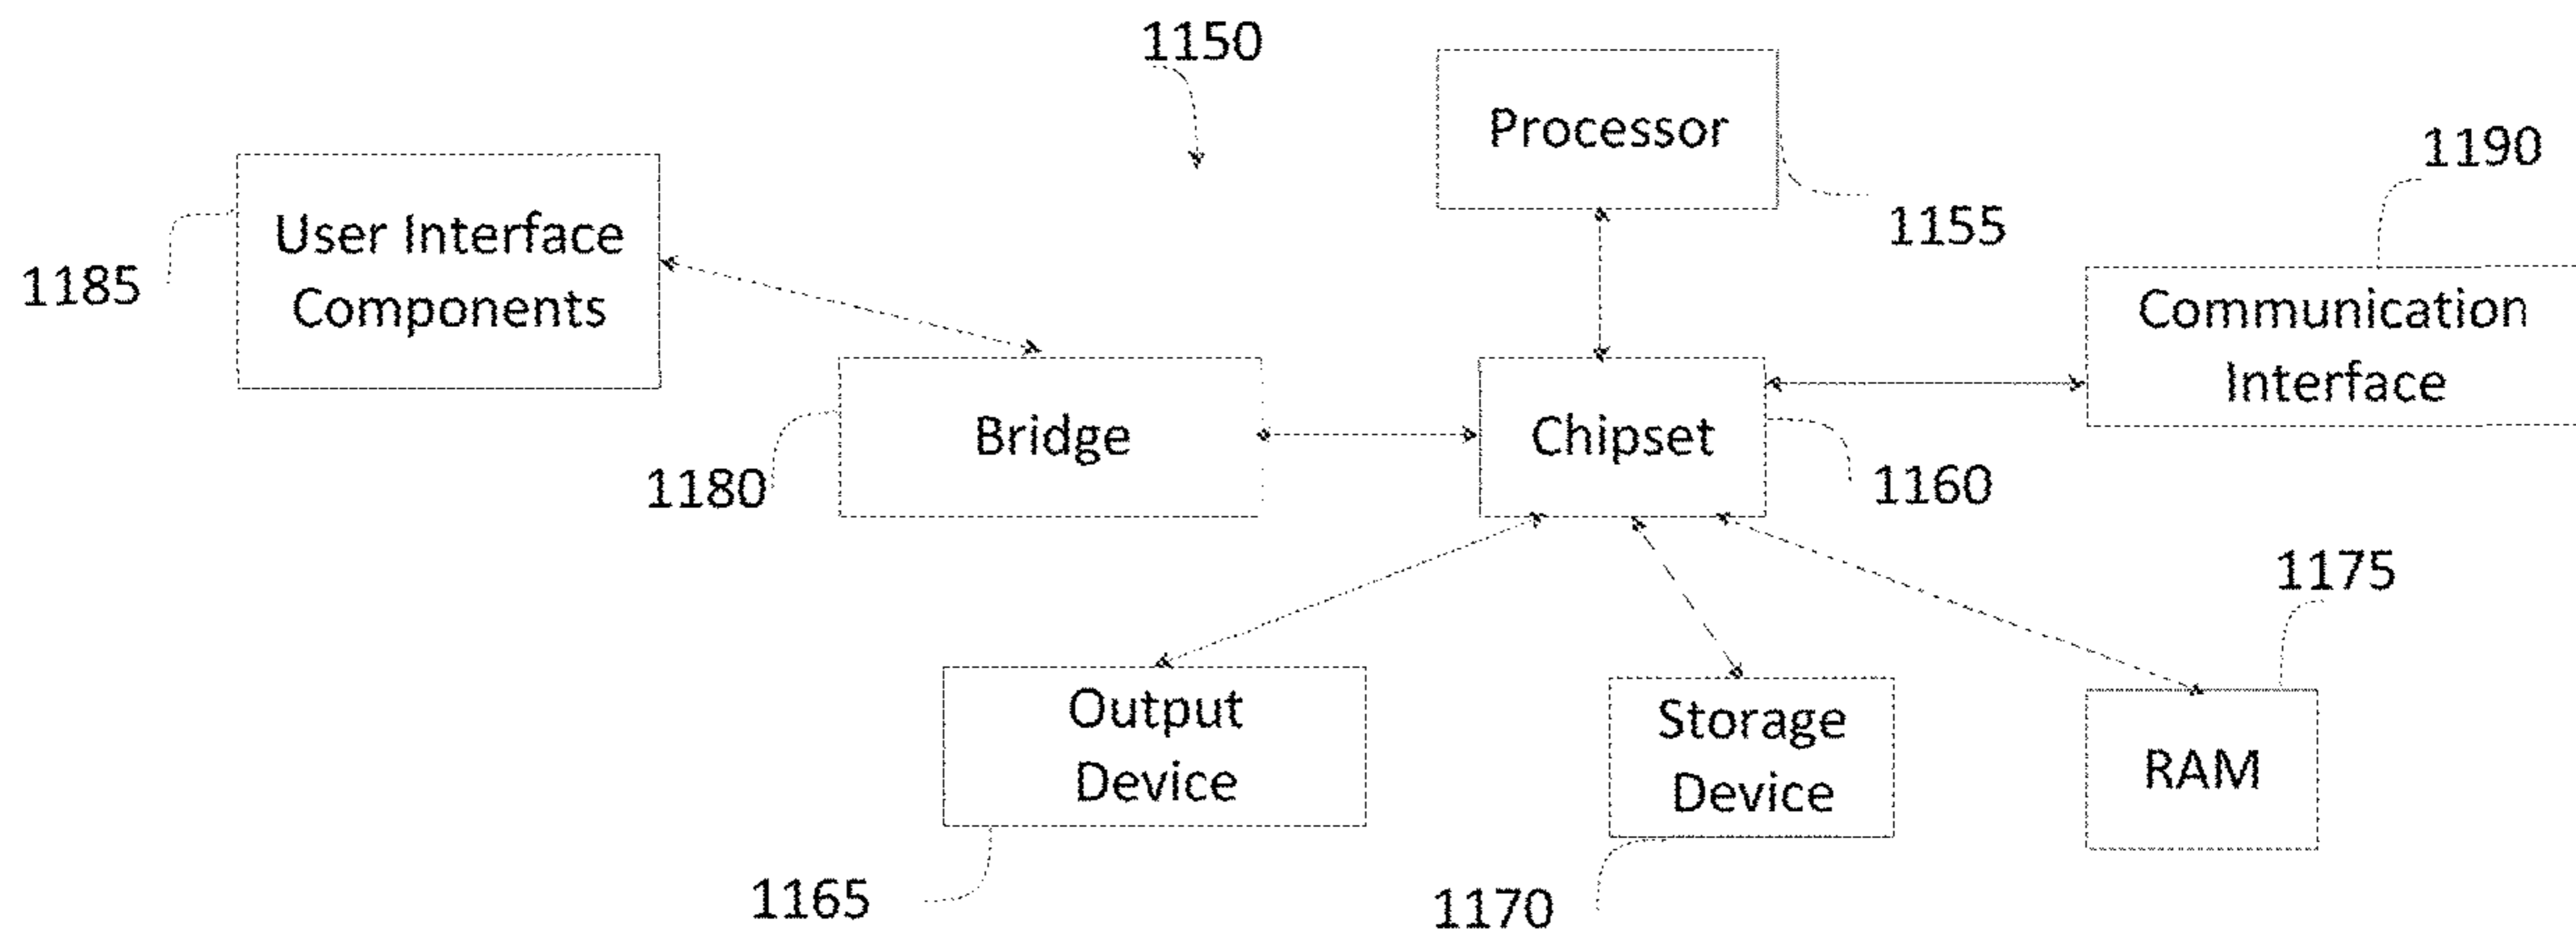 1150
Processor
1190
User Interface
Components
1155
1185
Communication
Interface
Bridge
Chipset
1180
1160
1175
Output
Device
Storage
Device
RAM
1165
1170